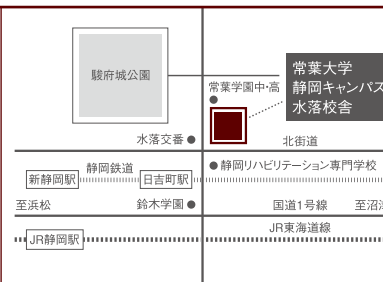 駿府城公園
常葉大学
静岡キャンパス
水落校舎
常葉学園中・高
水落交番
北街道
静岡鉄道
静岡リハビリテーション専門学校
新静岡駅
日吉町駅
至浜松
鈴木学園
国道1号線
至沼津
JR東海道線
JR静岡駅